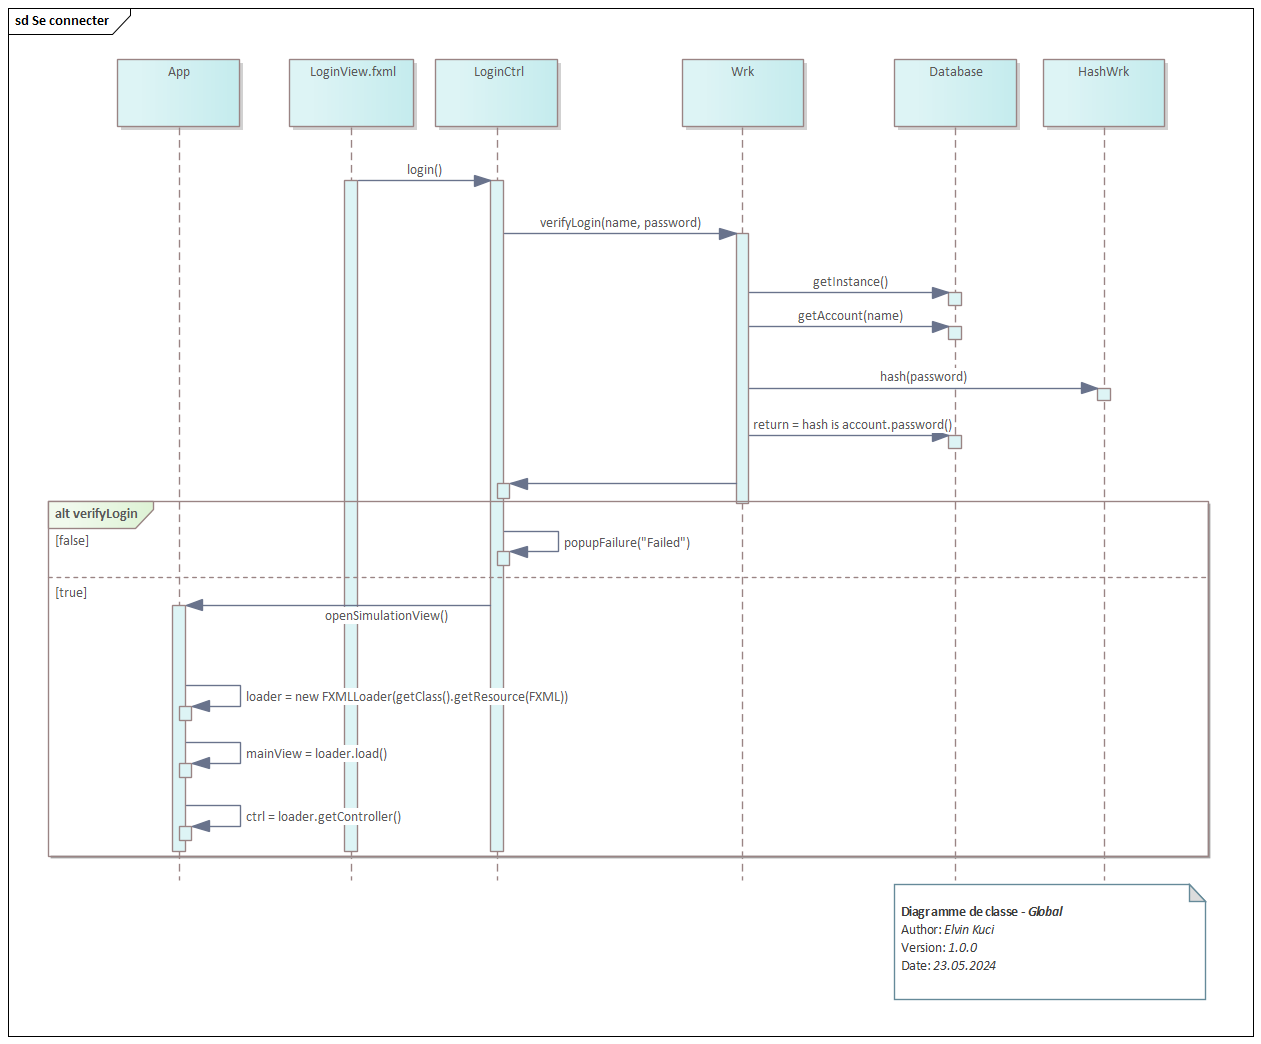 sd Se connecter
App
LoginView.fxml
LoginCtrl
Wrk
Database
HashWrk
login()
verifyLogin(name, password)
getInstance()
getAccount(name)
hash(password)
return = hash is account.password()
alt verifyLogin
[false]
popupFailure("Failed")
[true]
openSimulationView()
loader = new FXMLLoader(getClass().getResource(FXML))
mainView = loader.load()
ctrl = loader.getController()
Diagramme de classe - Global
Author: Elvin Kuci
Version: 1.0.0
Date: 23.05.2024